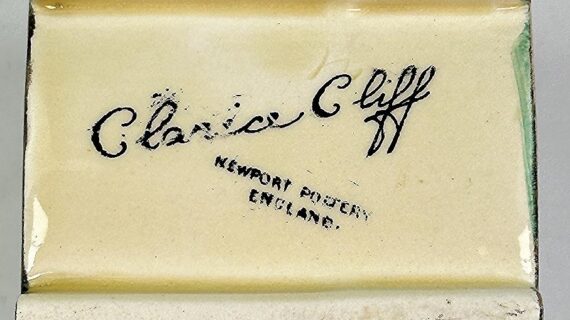 Clarice Cliff
NEWPORT POTTERY
ENGLAND.